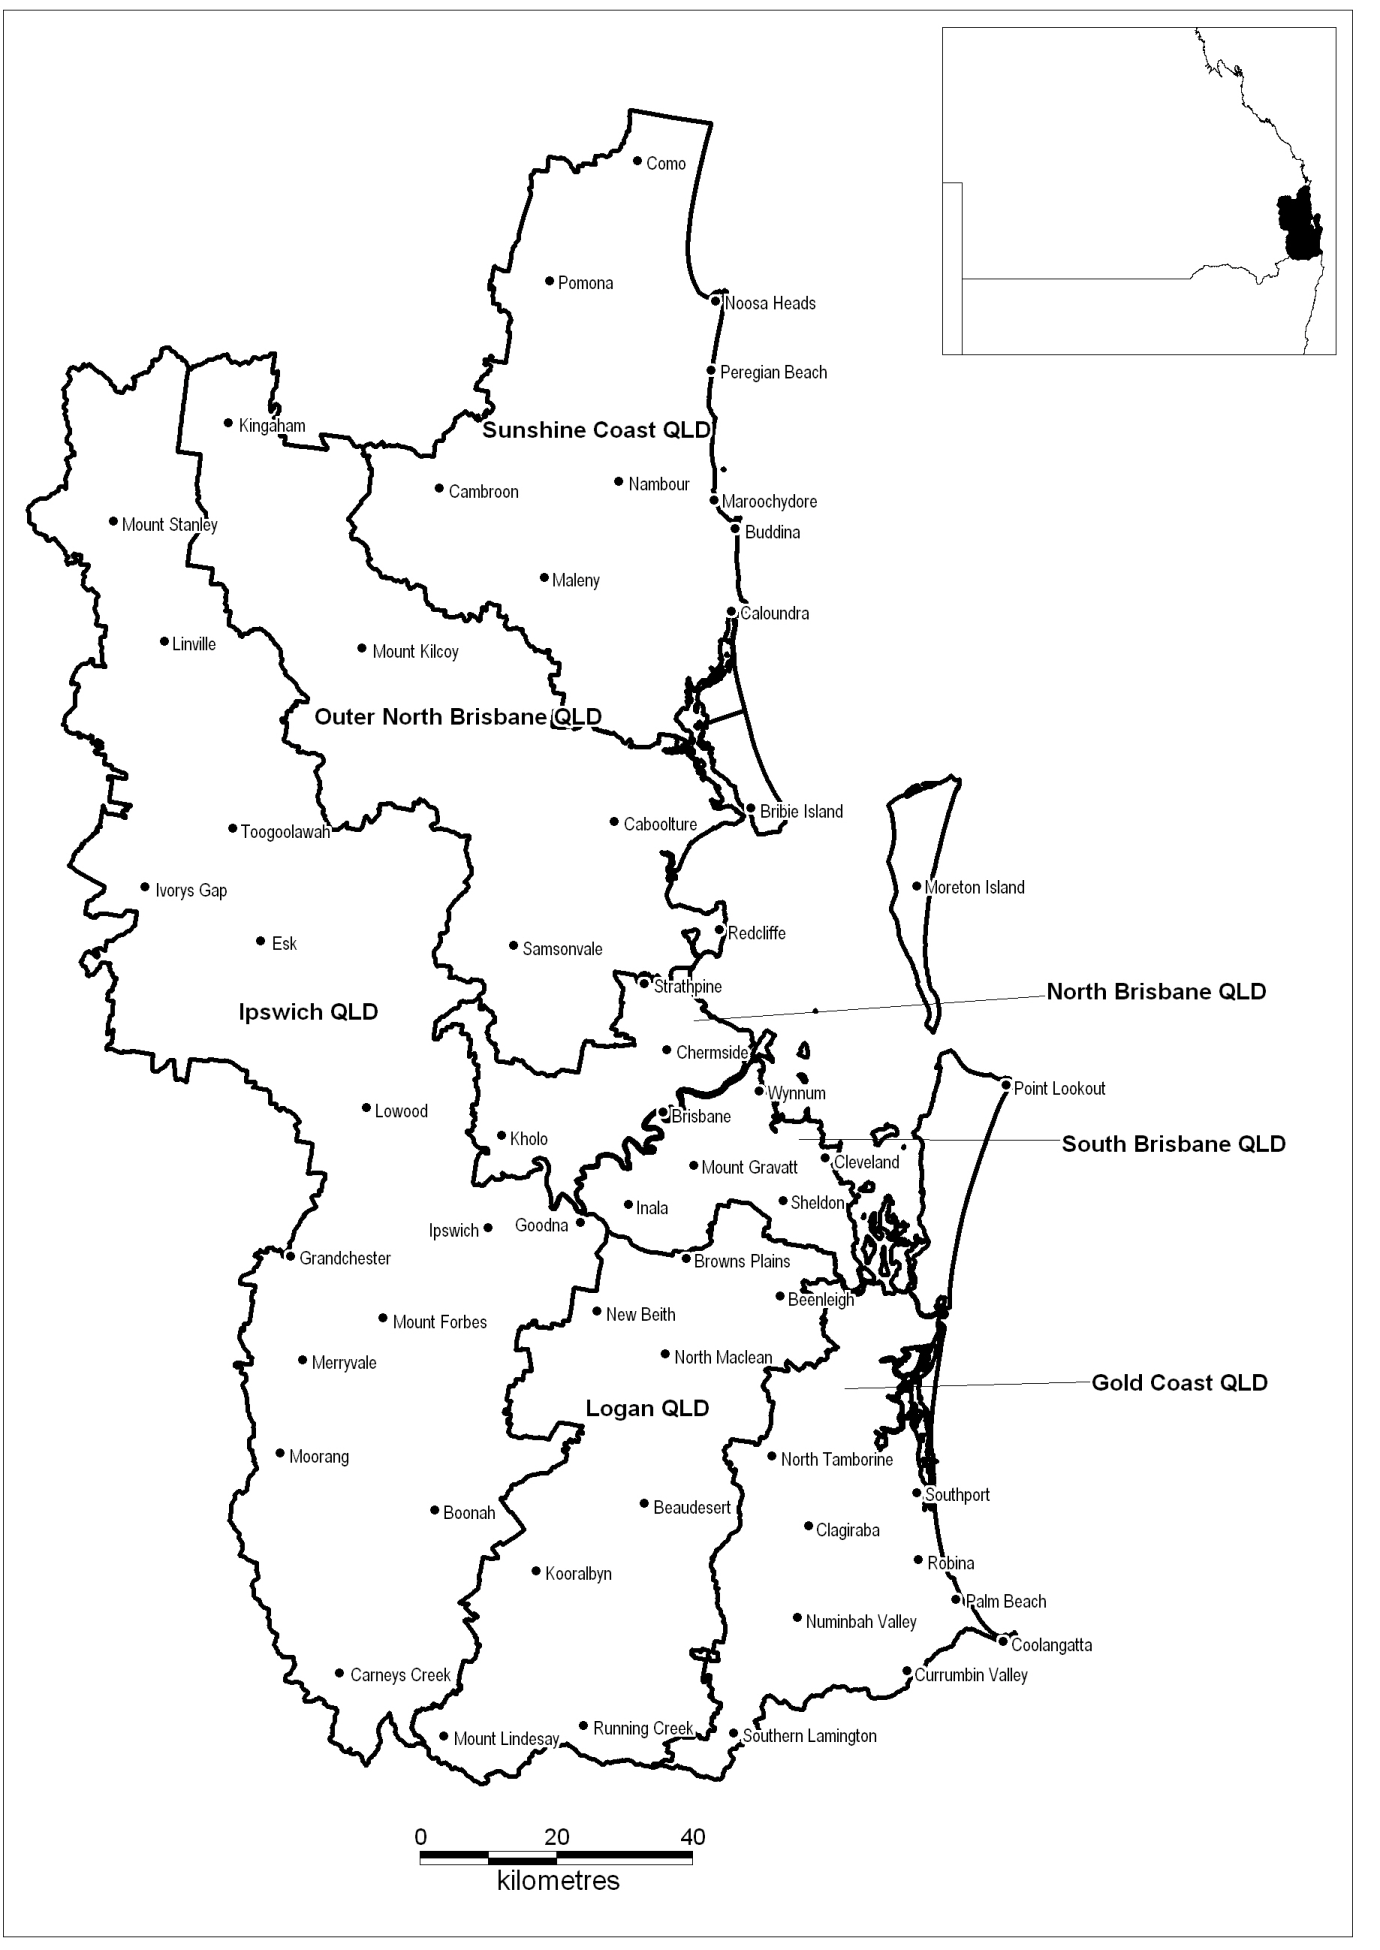 Como
Pomona
Noosa Heads
Peregian Beach
Kingaham
Sunshine Coast QLD
Cambroon
Nambour
Maroochydore
Mount Stanley
Buddina
Maleny
Caloundra
Linville
Mount Kilcoy
Outer North Brisbane QLD
Bribie Island
Caboolture
Toogoolawah
Moreton Island
Ivorys Gap
Redcliffe
Esk
Samsonvale
Strathpine
North Brisbane QLD
Ipswich QLD
Chermside
Point Lookout
Wynnum
Lowood
Brisbane
Kholo
South Brisbane QLD
Cleveland
Mount Gravatt
Sheldon
Inala
Goodna
Ipswich
Grandchester
Browns Plains
Beenleigh
New Beith
Mount Forbes
North Maclean
Merryvale
Gold Coast QLD
Logan QLD
Moorang
North Tamborine
Southport
Beaudesert
Boonah
Clagiraba
Robina
Kooralbyn
Palm Beach
Numinbah Valley
Coolangatta
Carneys Creek
Currumbin Valley
Running Creek
Southern Lamington
Mount Lindesay
0 20 40
kilometres